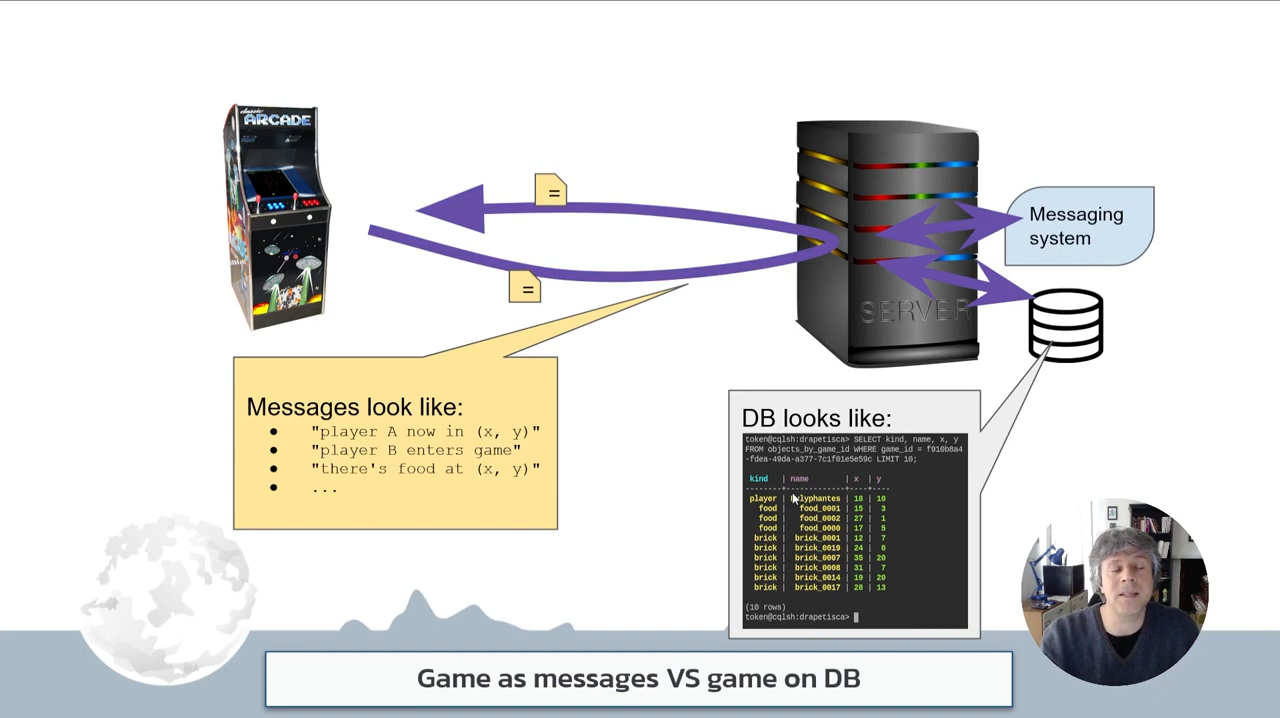 classic
ARCADE
=
=
SERVER
Messaging
system
Messages look like:
● "player A now in (x, y)"
● "player B enters game"
● "there's food at (x, y)"
● ...
DB looks like:
token@cqlsh:drapetisca> SELECT kind, name, x, y
FROM objects_by_game_id WHERE game_id = f910b8a4
-fdea-49da-a377-7c1f01e5e59c LIMIT 10;
kind | name | x | y
--------+-------------+----+----
player | lyphantes | 18 | 10
food | food_0001 | 15 | 3
food | food_0002 | 27 | 1
food | food_0000 | 17 | 5
brick | brick_0001 | 12 | 7
brick | brick_0019 | 24 | 0
brick | brick_0007 | 35 | 20
brick | brick_0008 | 31 | 7
brick | brick_0014 | 19 | 20
brick | brick_0017 | 28 | 13
(10 rows)
token@cqlsh:drapetisca>
Game as messages VS game on DB